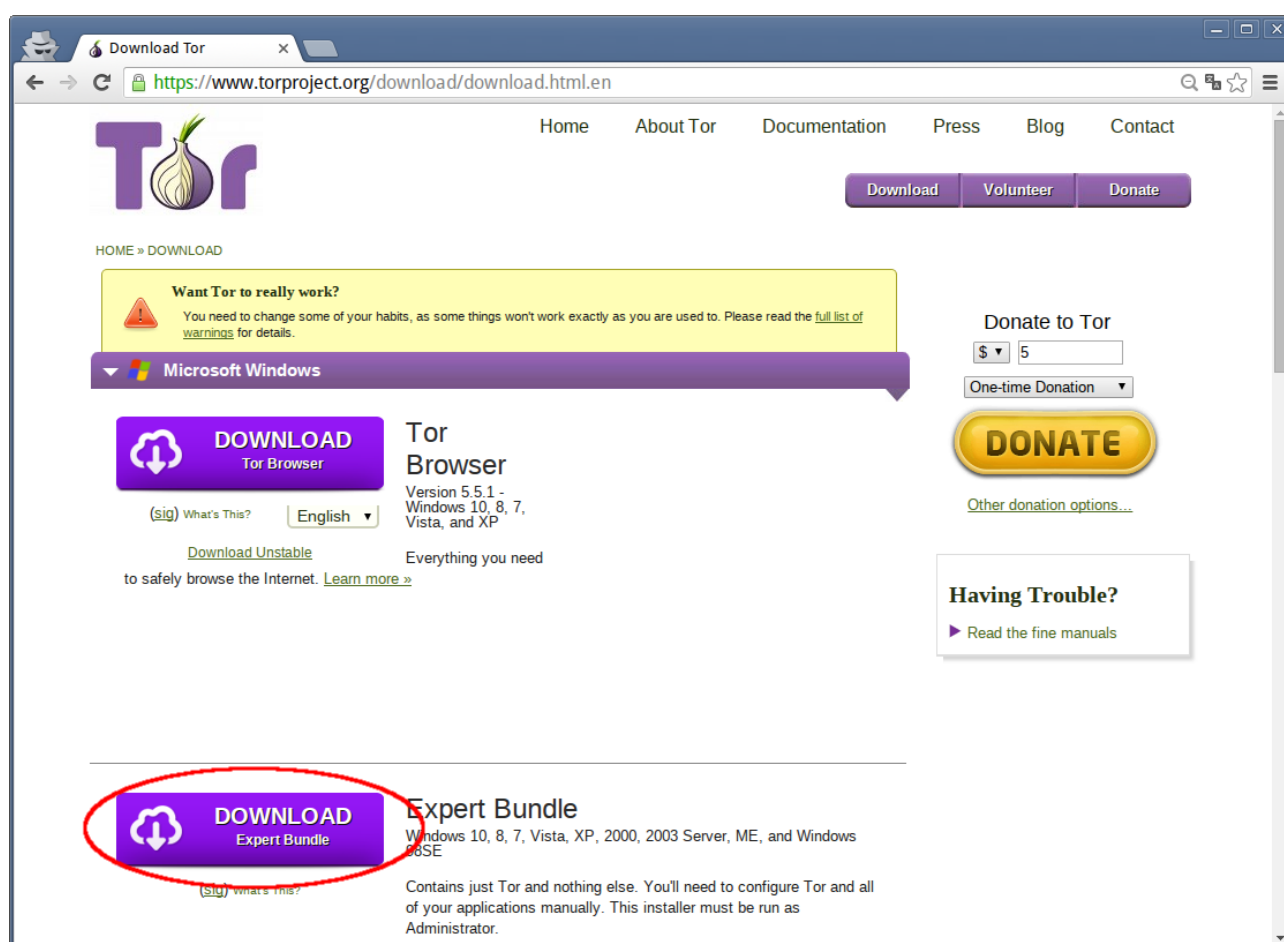 Download Tor
https://www.torproject.org/download/download.html.en
Tor
Home About Tor Documentation Press Blog Contact
Download Volunteer Donate
HOME » DOWNLOAD
Want Tor to really work?
You need to change some of your habits, as some things won't work exactly as you are used to. Please read the full list of
warnings for details.
Microsoft Windows
DOWNLOAD
Tor Browser
(sig) What's This?
English
Download Unstable
Tor
Browser
Version 5.5.1 -
Windows 10, 8, 7,
Vista, and XP
Everything you need
to safely browse the Internet. Learn more »
Donate to Tor
$ 5
One-time Donation
DONATE
Other donation options...
Having Trouble?
Read the fine manuals
DOWNLOAD
Expert Bundle
(sig) What's This?
Expert Bundle
Windows 10, 8, 7, Vista, XP, 2000, 2003 Server, ME, and Windows
98SE
Contains just Tor and nothing else. You'll need to configure Tor and all
of your applications manually. This installer must be run as
Administrator.